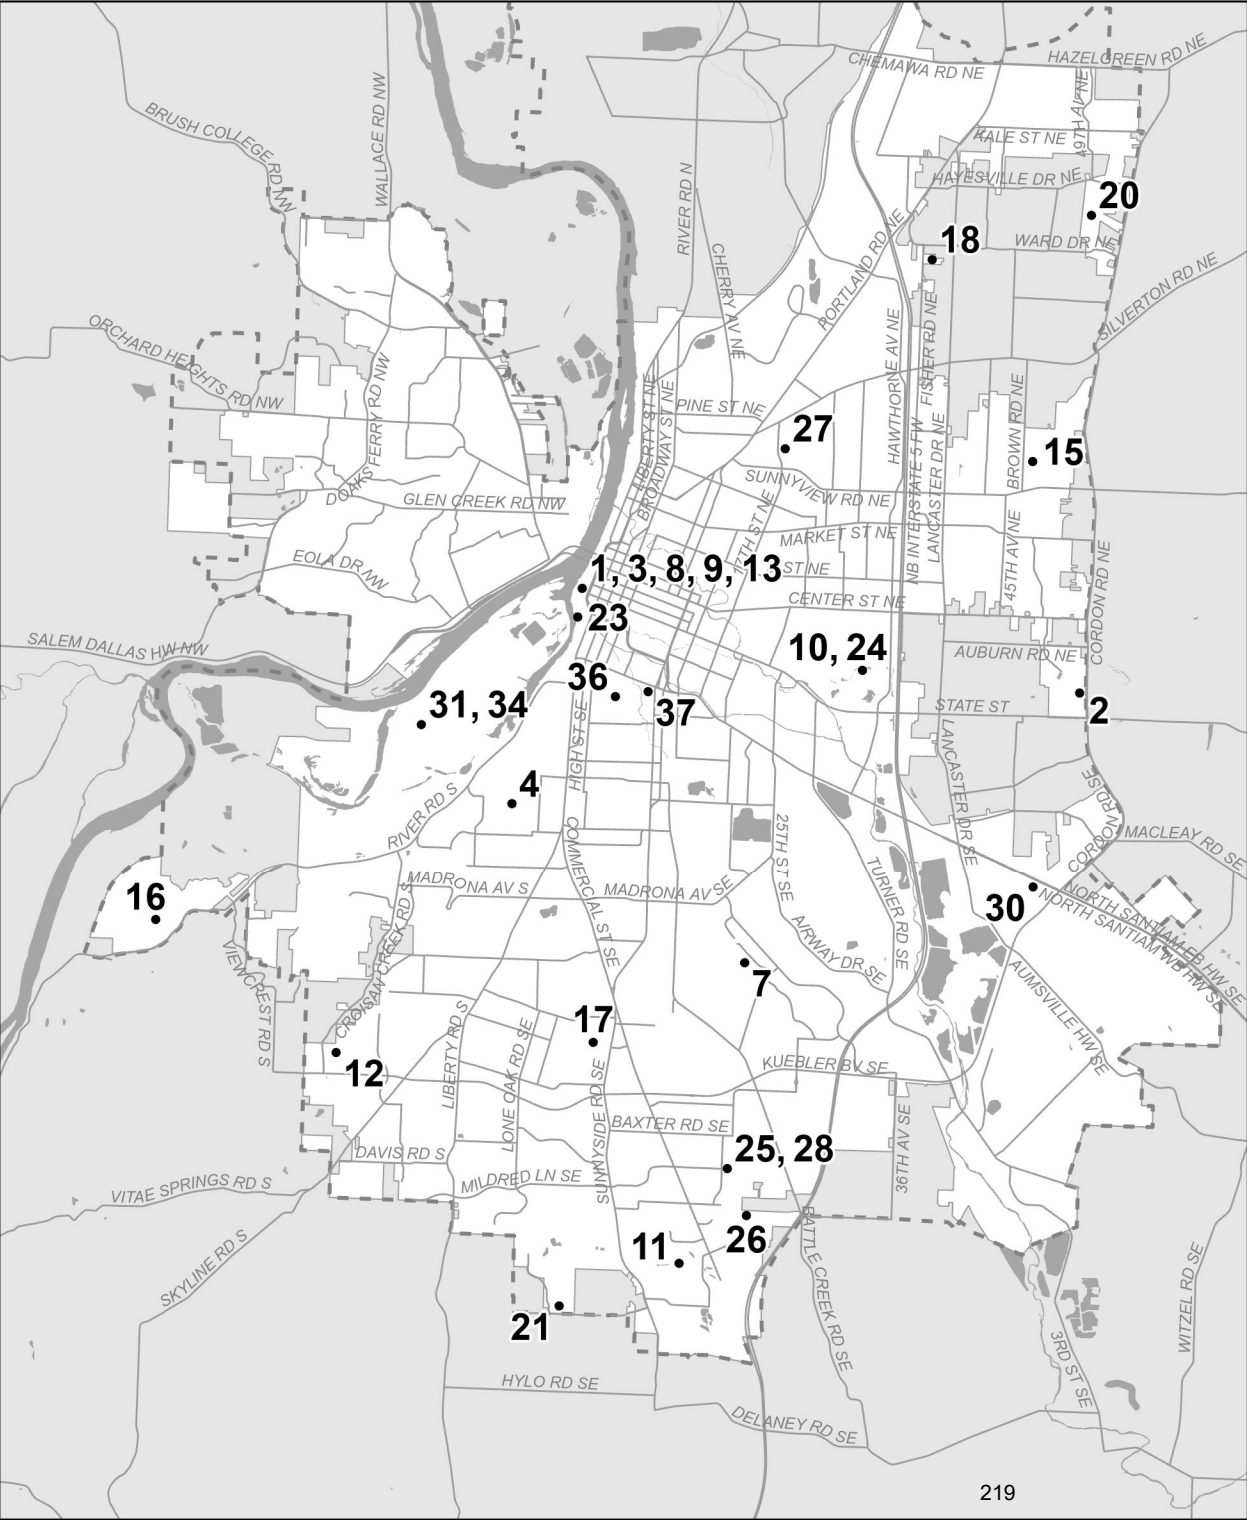 CHEMAWA RD NE
HAZELGREEN RD NE
BRUSH COLLEGE RD NW
WALLACE RD NW
49TH AV NE
KALE ST NE
HAYESVILLE DR NE
20
RIVER RD N
PORTLAND RD NE
18
WARD DR NE
CHERRY AV NE
SILVERTON RD NE
ORCHARD HEIGHTS RD NW
HAWTHORNE AV NE
FISHER RD NE
DOAKS FERRY RD NW
LIBERTY ST NE
BROADWAY ST NE
PINE ST NE
27
BROWN RD NE
15
LANCASTER DR NE
NB INTERSTATE 5 FW
GLEN CREEK RD NW
SUNNYVIEW RD NE
17TH ST NE
MARKET ST NE
45TH AV NE
EOLA DR NW
1, 3, 8, 9, 13
ST NE
CORDON RD NE
CENTER ST NE
23
SALEM DALLAS HW NW
10, 24
AUBURN RD NE
36
31, 34
37
STATE ST
2
HIGH ST SE
LANCASTER DR SE
4
CORDON RD SE
RIVER RD S
25TH ST SE
MACLEAY RD SE
COMMERCIAL ST SE
TURNER RD SE
16
MADRONA AV S
MADRONA AV SE
30
NORTH SANTIAM EB HW SE
NORTH SANTIAM WB HW SE
CROISAN CREEK RD S
VIEWCREST RD S
AIRWAY DR SE
7
AUMSVILLE HW SE
17
LIBERTY RD S
LONE OAK RD SE
12
KUEBLER BV SE
SUNNYSIDE RD SE
BAXTER RD SE
36TH AV SE
25, 28
DAVIS RD S
MILDRED LN SE
VITAE SPRINGS RD S
SKYLINE RD S
26
11
BATTLE CREEK RD SE
WITZEL RD SE
21
3RD ST SE
HYLO RD SE
DELANEY RD SE
219